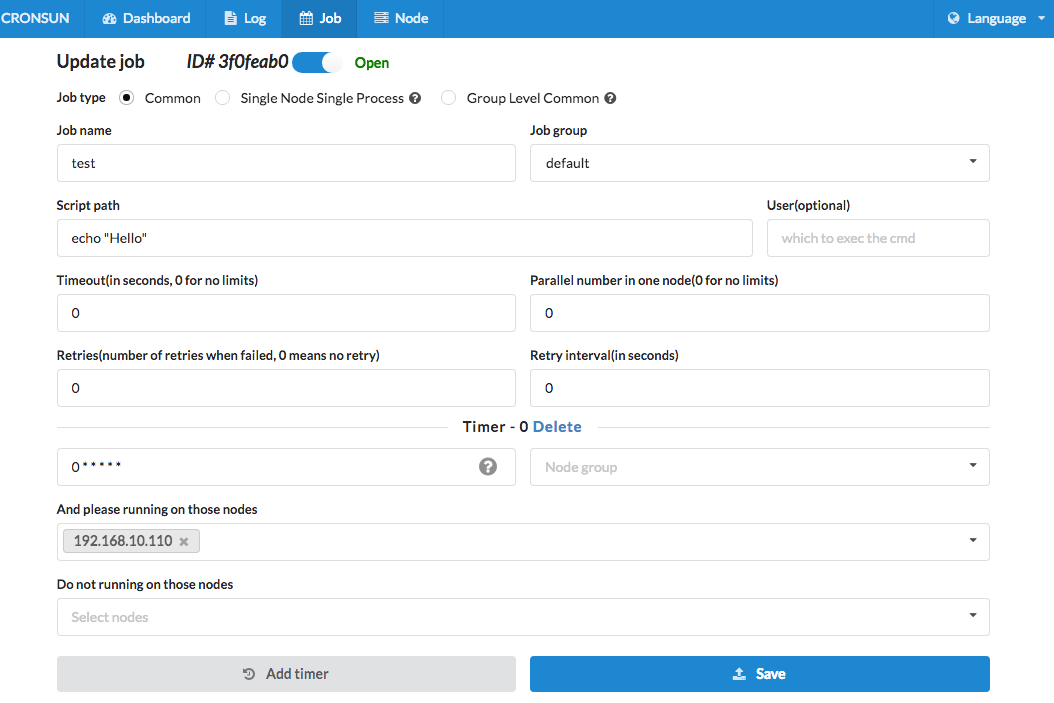 CRONSUN Dashboard Log Job Node Language
Update job ID# 3f0feab0 Open
Job type Common Single Node Single Process Group Level Common
Job name Job group
test default
Script path User(optional)
echo "Hello" which to exec the cmd
Timeout(in seconds, 0 for no limits) Parallel number in one node(0 for no limits)
0 0
Retries(number of retries when failed, 0 means no retry) Retry interval(in seconds)
0 0
Timer - 0 Delete
0 * * * * * Node group
And please running on those nodes
192.168.10.110
Do not running on those nodes
Select nodes
Add timer Save